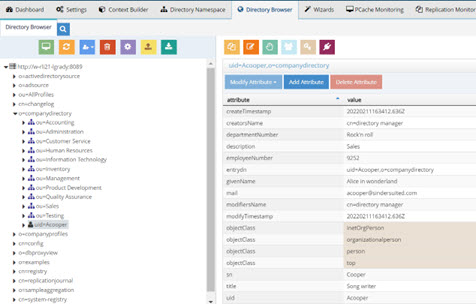 Dashboard Settings Context Builder Directory Namespace Directory Browser Wizards PCache Monitoring Replication Monitor
Directory Browser
http://w-rli21-lgrady:8089
o=activedirectorysource
o=adsource
ou=AllProfiles
cn=changelog
o=companydirectory
ou=Accounting
ou=Administration
ou=Customer Service
ou=Human Resources
ou=Information Technology
ou=Inventory
ou=Management
ou=Product Development
ou=Quality Assurance
ou=Sales
ou=Testing
uid=Acooper
o=companyprofiles
cn=config
o=dbproxyview
o=examples
cn=registry
cn=replicationjournal
o=sampleaggregation
cn=system-registry
uid=Acooper,o=companydirectory
Modify Attribute Add Attribute Delete Attribute
attribute value
createTimestamp 20220211163412.636Z
creatorsName cn=directory manager
departmentNumber Rock'n roll
description Sales
employeeNumber 9252
entrydn uid=Acooper,o=companydirectory
givenName Alice in wonderland
mail acooper@sindersuited.com
modifiersName cn=directory manager
modifyTimestamp 20220211163412.636Z
objectClass inetOrgPerson
objectClass organizationalperson
objectClass person
objectClass top
sn Cooper
title Song writer
uid Acooper